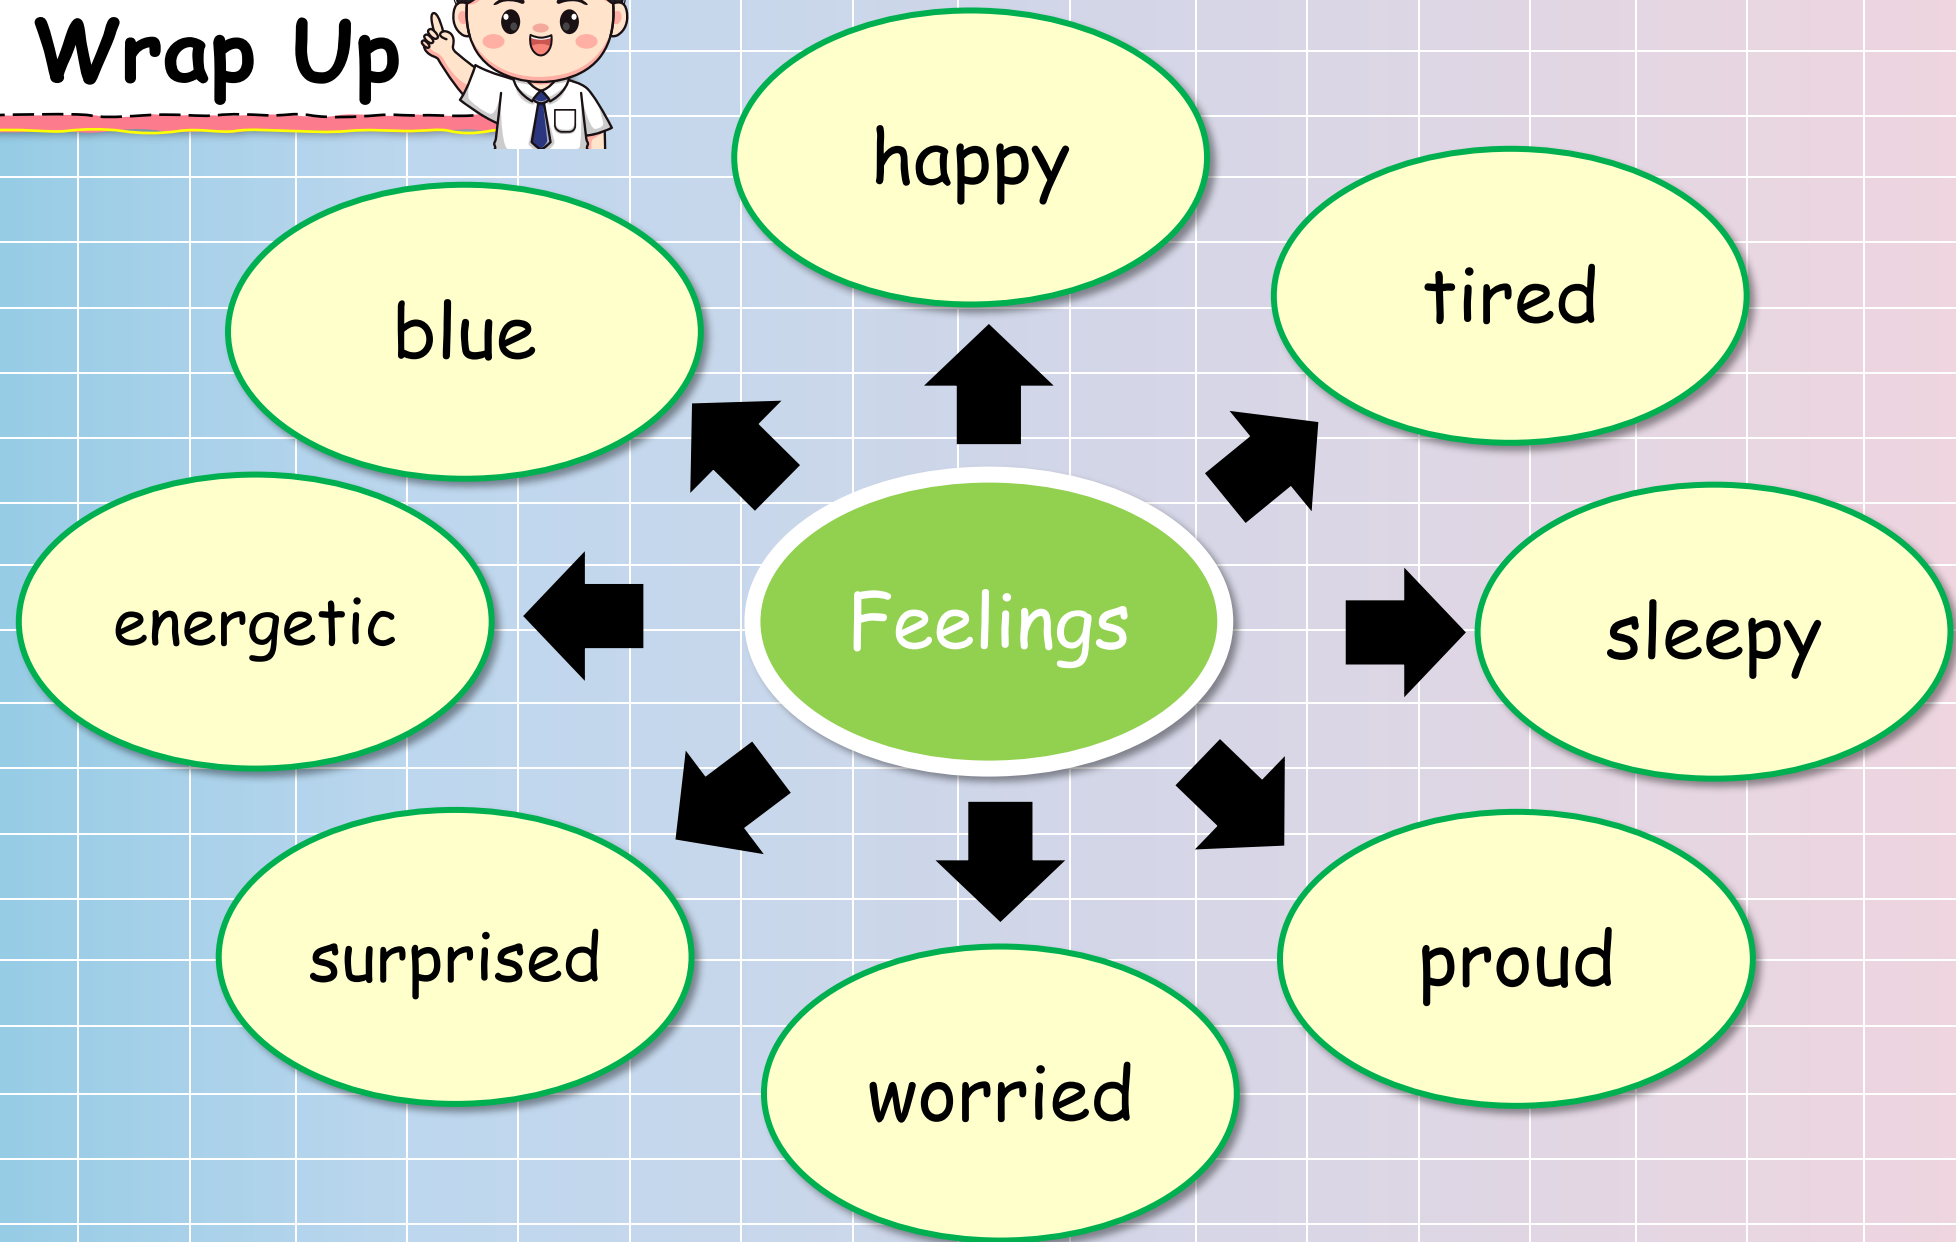 Wrap Up
happy
tired
blue
Feelings
energetic
sleepy
surprised
proud
worried